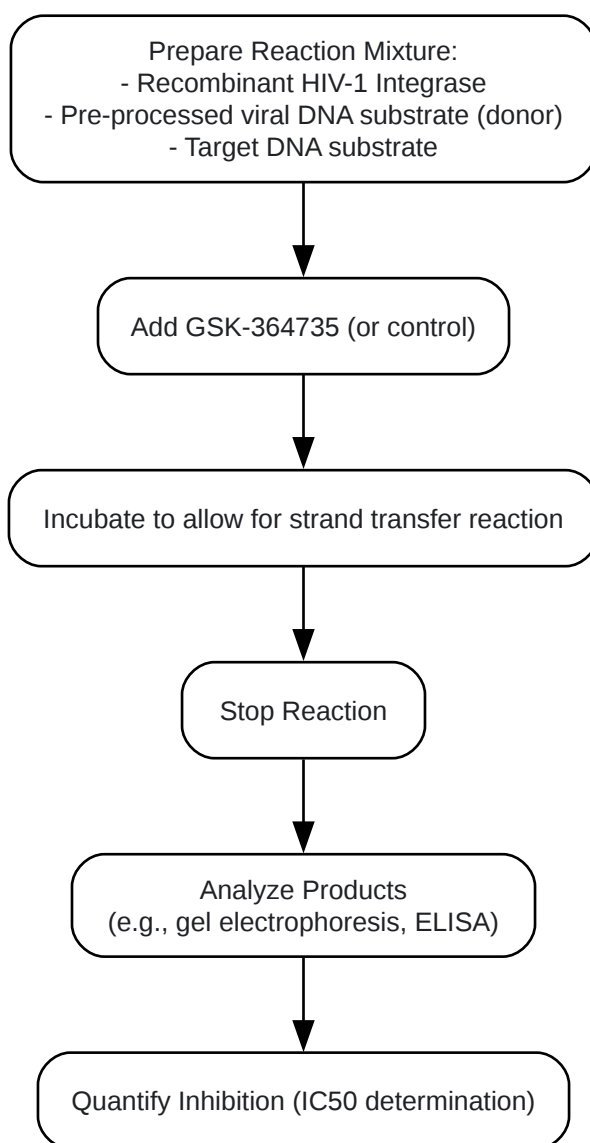 Prepare Reaction Mixture:
- Recombinant HIV-1 Integrase
- Pre-processed viral DNA substrate (donor)
- Target DNA substrate
Add GSK-364735 (or control)
Incubate to allow for strand transfer reaction
Stop Reaction
Analyze Products
(e.g., gel electrophoresis, ELISA)
Quantify Inhibition (IC50 determination)